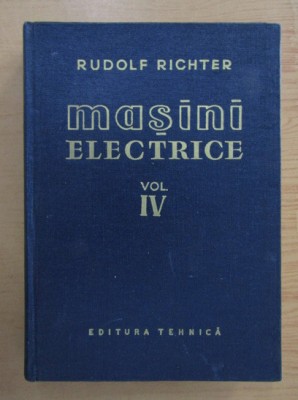 RUDOLF RICHTER
mașini
ELECTRICE
VOL
IV
EDITURA TEHNICĂ